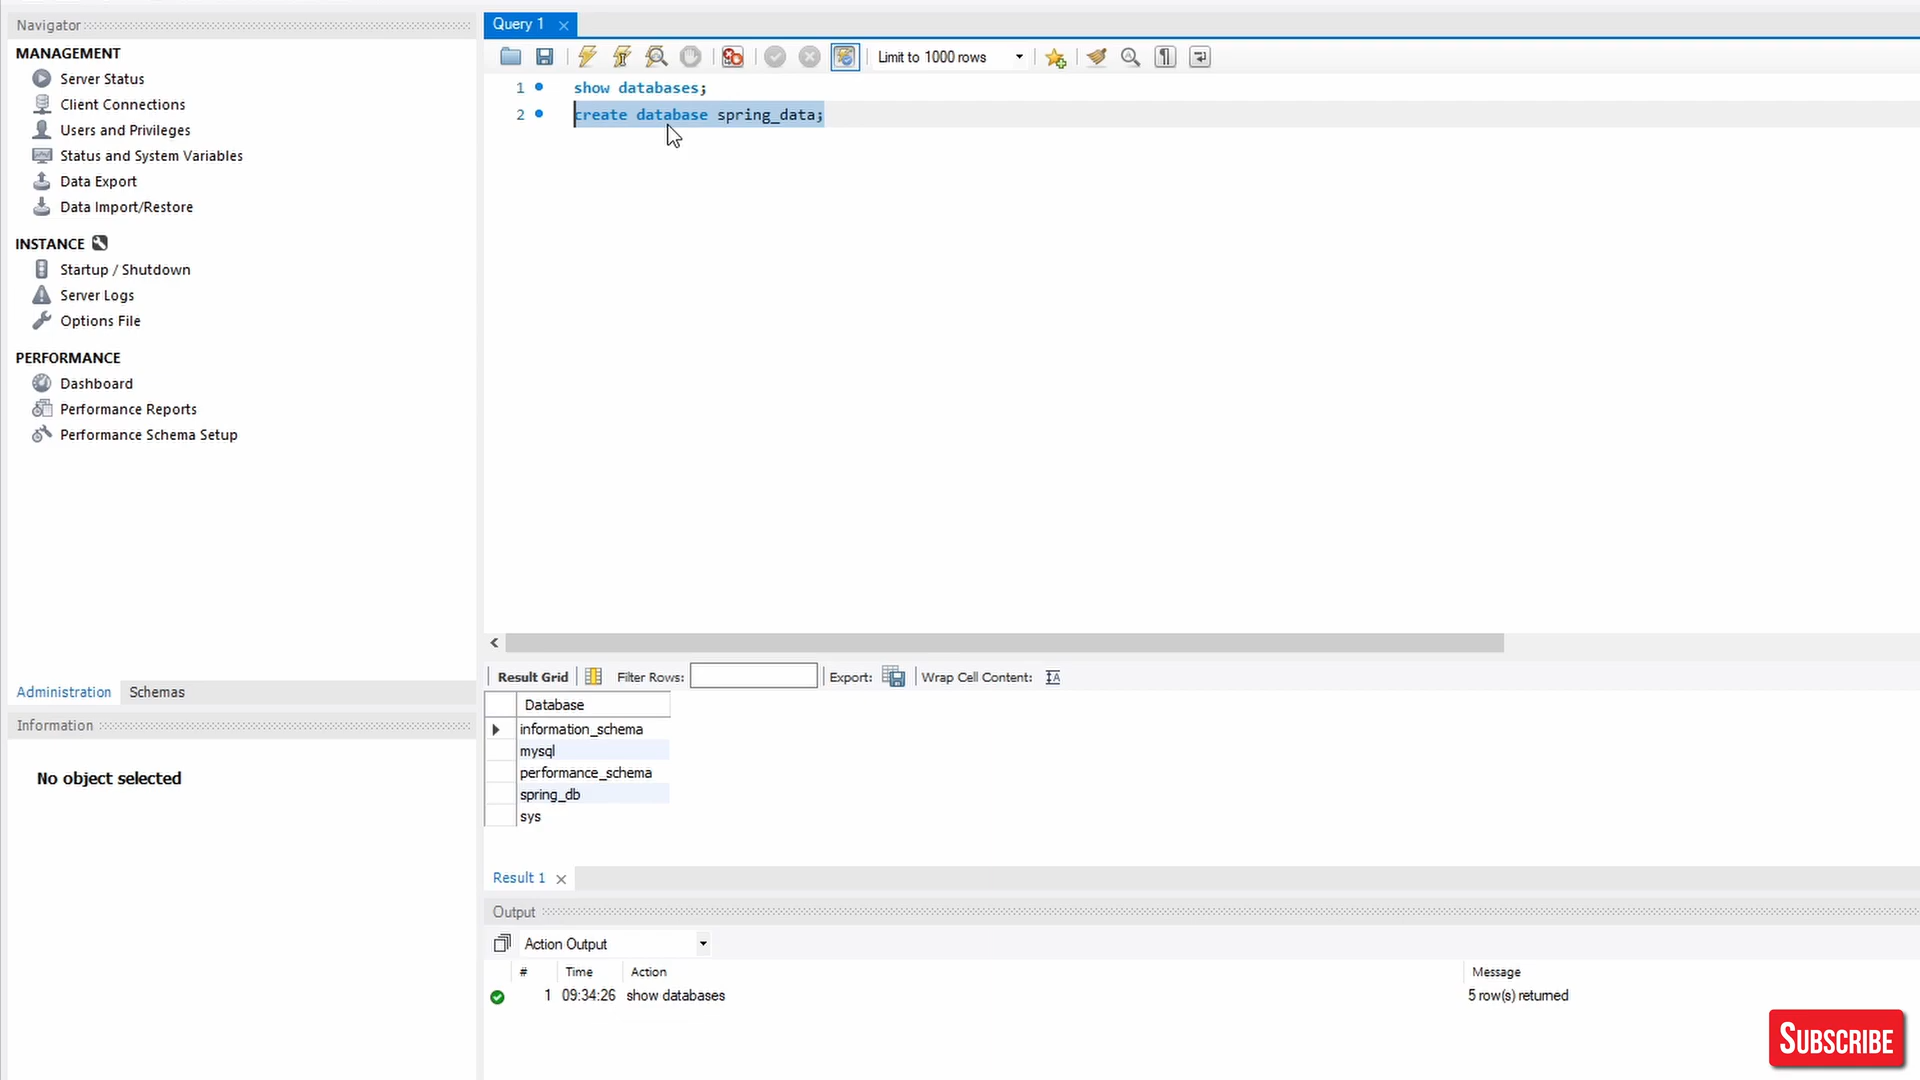 Navigator
MANAGEMENT
Server Status
Client Connections
Users and Privileges
Status and System Variables
Data Export
Data Import/Restore
INSTANCE
Startup / Shutdown
Server Logs
Options File
PERFORMANCE
Dashboard
Performance Reports
Performance Schema Setup
Administration Schemas
Information
No object selected
Query 1
Limit to 1000 rows
1 show databases;
2 create database spring_data;
Result Grid Filter Rows: Export: Wrap Cell Content:
Database
information_schema
mysql
performance_schema
spring_db
sys
Result 1
Output
Action Output
# Time Action Message
1 09:34:26 show databases 5 row(s) returned
SUBSCRIBE